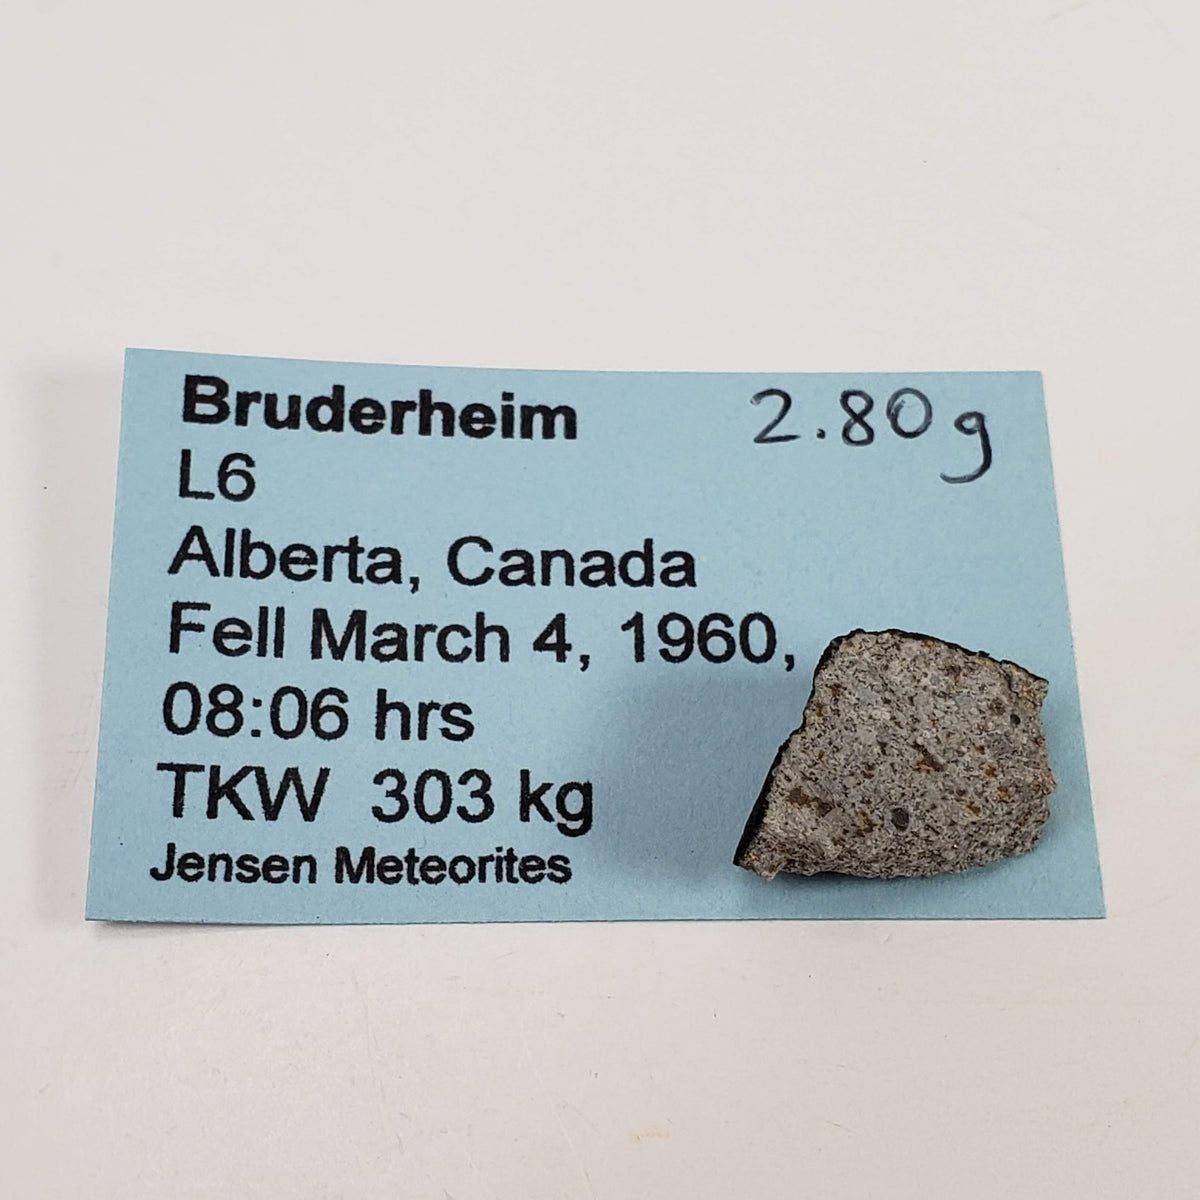 Bruderheim 2.80g
L6
Alberta, Canada
Fell March 4, 1960,
08:06 hrs
TKW 303 kg
Jensen Meteorites